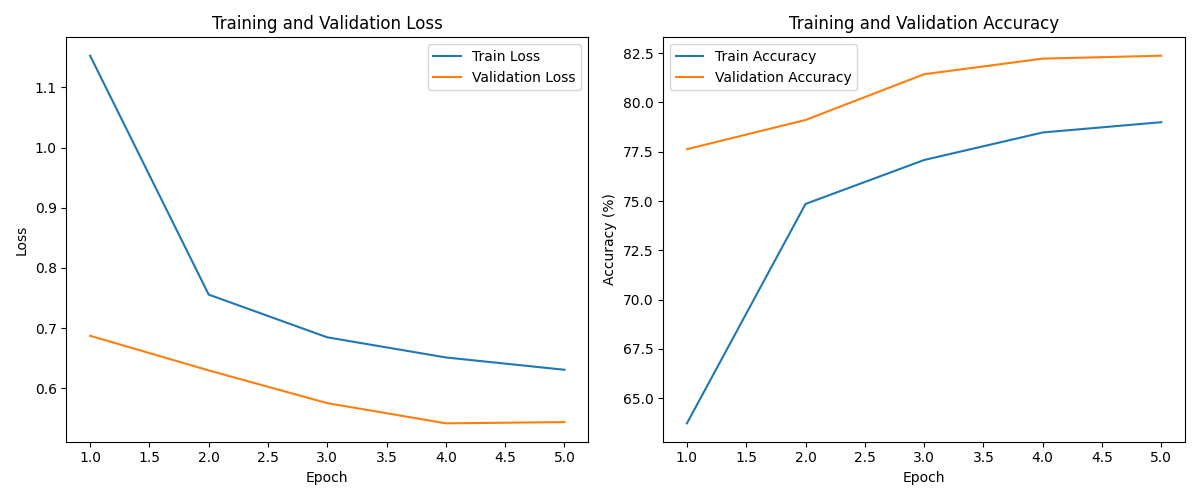 Training and Validation Loss
Train Loss
Validation Loss
1.1
1.0
0.9
0.8
0.7
0.6
Loss
1.0 1.5 2.0 2.5 3.0 3.5 4.0 4.5 5.0
Epoch
Training and Validation Accuracy
Train Accuracy
Validation Accuracy
82.5
80.0
77.5
75.0
72.5
70.0
67.5
65.0
Accuracy (%)
1.0 1.5 2.0 2.5 3.0 3.5 4.0 4.5 5.0
Epoch